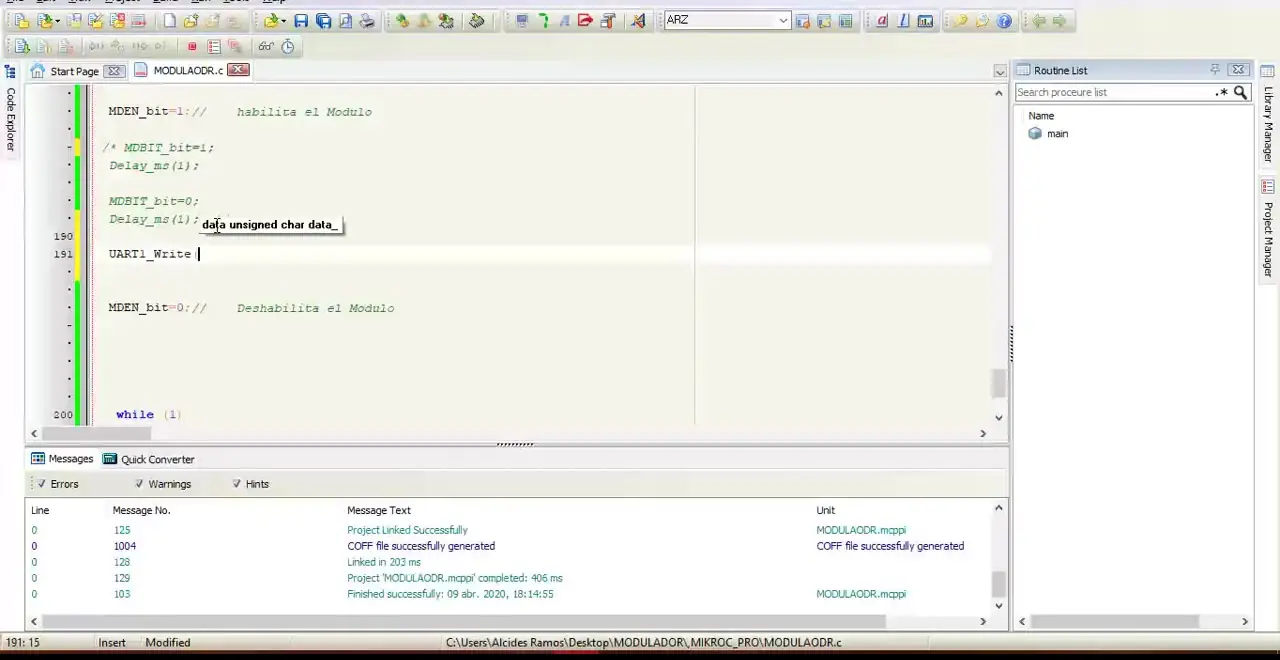 ARZ
Start Page
MODULAODR.c
Routine List
Code Explorer
Library Manager
Project Manager
Search proceure list
.*
Name
main
MDEN_bit=1;// habilita el Modulo
/* MDBIT_bit=1;
Delay_ms(1);
MDBIT_bit=0;
Delay_ms(1);
data unsigned char data_
190
191 UART1_Write(
MDEN_bit=0;// Deshabilita el Modulo
200 while (1)
Messages Quick Converter
Errors Warnings Hints
Line Message No. Message Text Unit
0 125 Project Linked Successfully MODULAODR.mcppi
0 1004 COFF file successfully generated COFF file successfully generated
0 128 Linked in 203 ms
0 129 Project 'MODULAODR.mcppi' completed: 406 ms
0 103 Finished successfully: 09 abr. 2020, 18:14:55 MODULAODR.mcppi
191: 15 Insert Modified C:\Users\Alcides Ramos\Desktop\MODULADOR\_MIKROC_PRO\MODULAODR.c